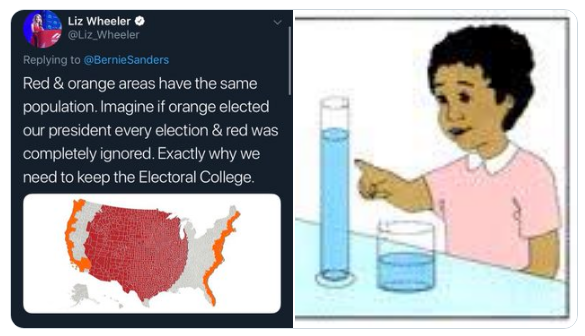 Liz Wheeler
@Liz_Wheeler
Replying to @BernieSanders
Red & orange areas have the same
population. Imagine if orange elected
our president every election & red was
completely ignored. Exactly why we
need to keep the Electoral College.